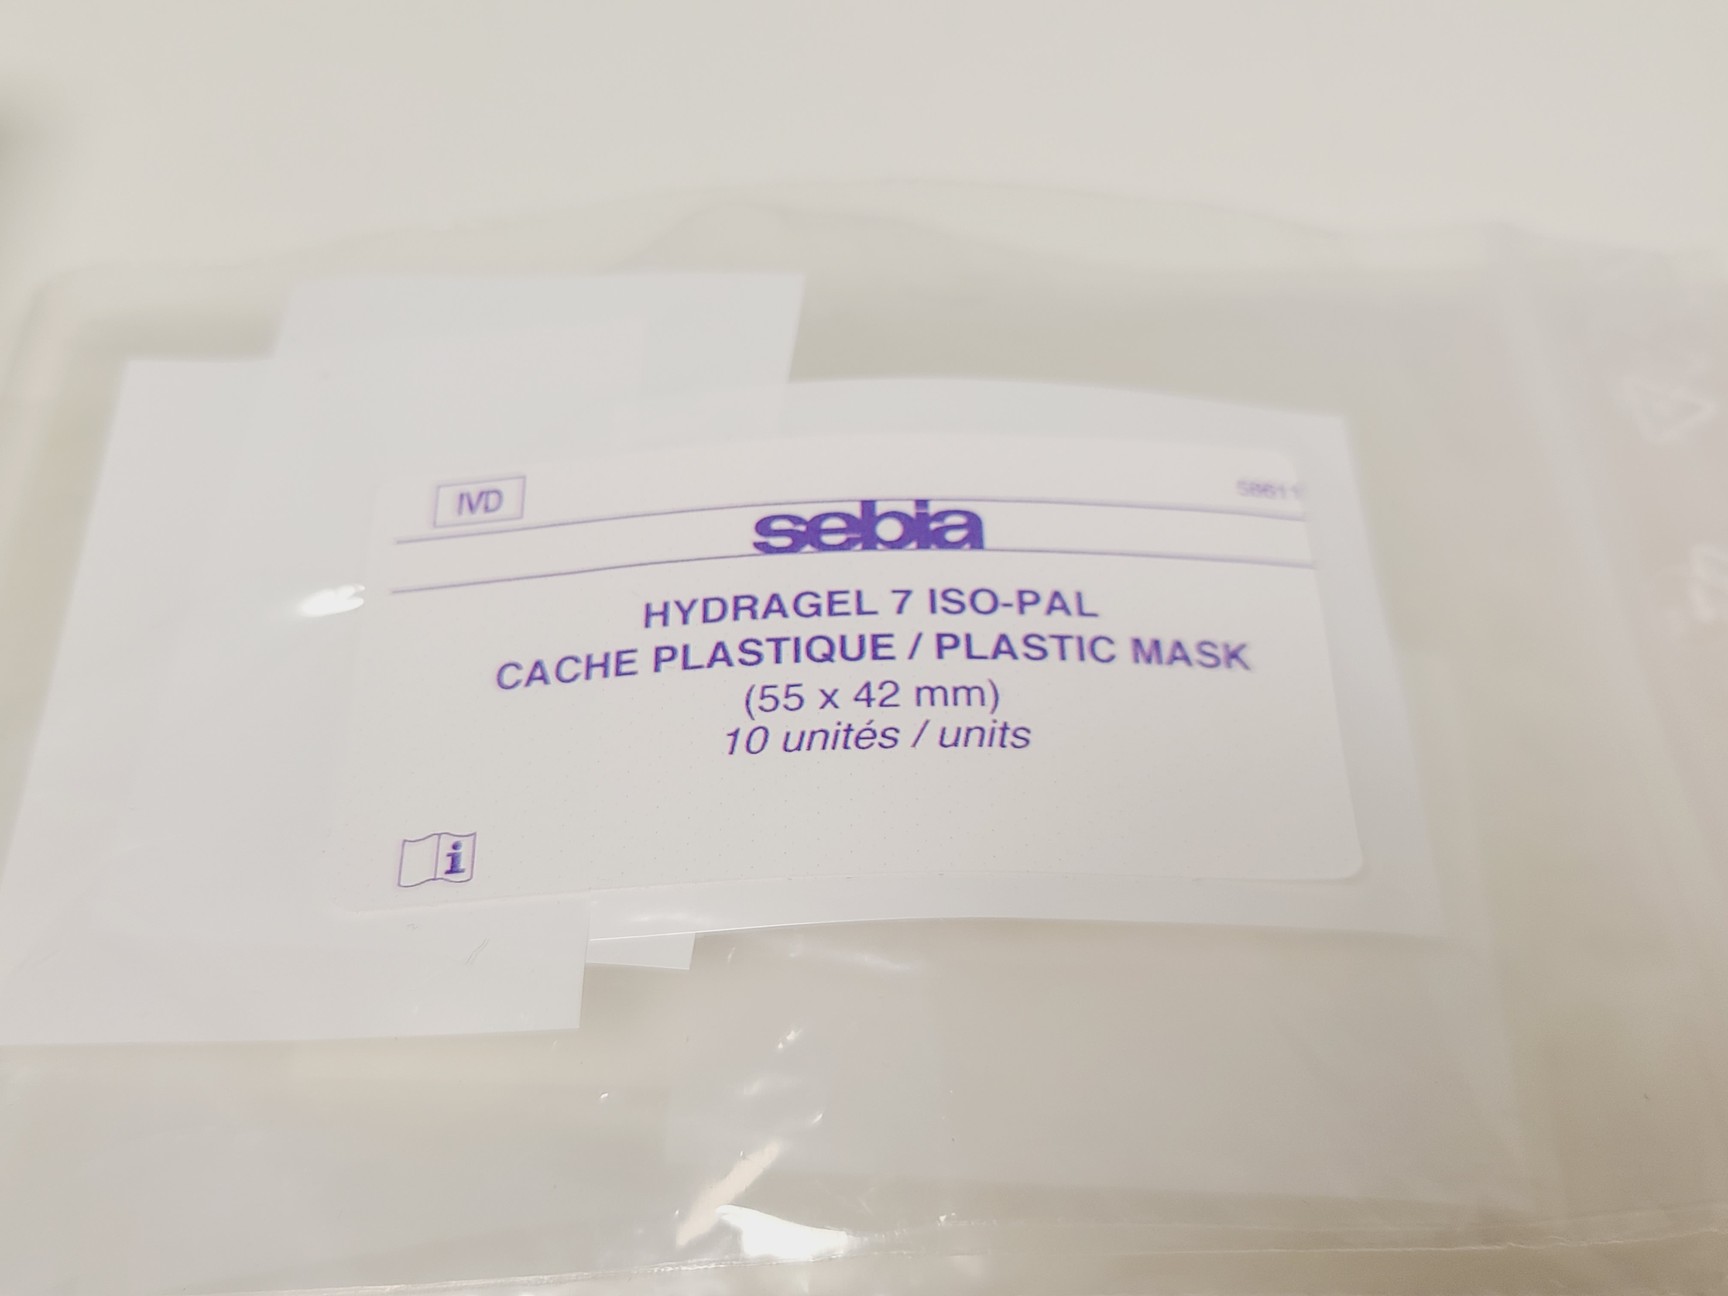 IVD
sebia
HYDRAGEL 7 ISO-PAL
CACHE PLASTIQUE / PLASTIC MASK
(55 x 42 mm)
10 unités / units
i